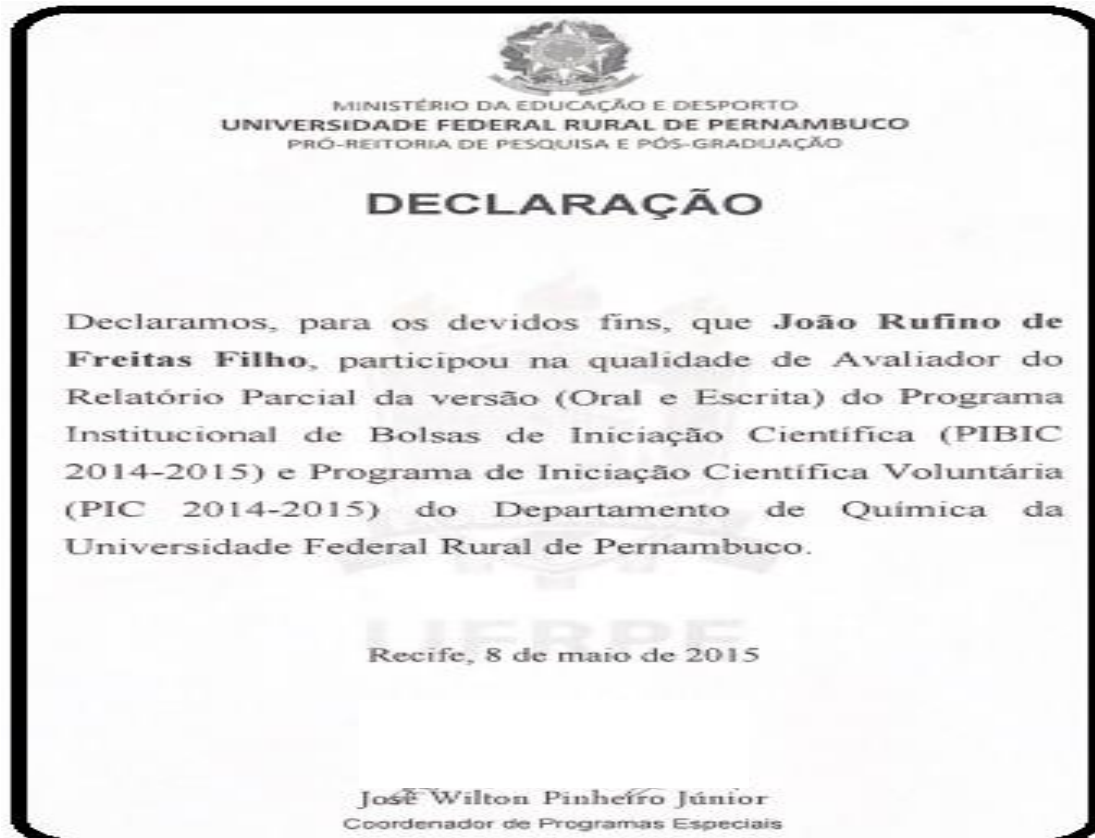 MINISTÉRIO DA EDUCAÇÃO E DESPORTO
UNIVERSIDADE FEDERAL RURAL DE PERNAMBUCO
PRÓ-REITORIA DE PESQUISA E PÓS-GRADUAÇÃO
DECLARAÇÃO
Declaramos, para os devidos fins, que João Rufino de
Freitas Filho, participou na qualidade de Avaliador do
Relatório Parcial da versão (Oral e Escrita) do Programa
Institucional de Bolsas de Iniciação Científica (PIBIC
2014-2015) e Programa de Iniciação Científica Voluntária
(PIC 2014-2015) do Departamento de Química da
Universidade Federal Rural de Pernambuco.
UFRPE
Recife, 8 de maio de 2015
José Wilton Pinheiro Júnior
Coordenador de Programas Especiais